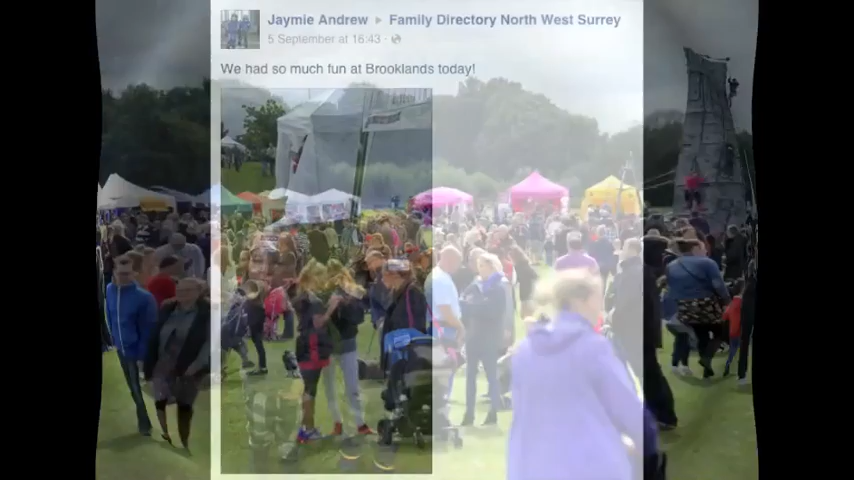 Jaymie Andrew ▸ Family Directory North West Surrey
5 September at 16:43 ·
We had so much fun at Brooklands today!